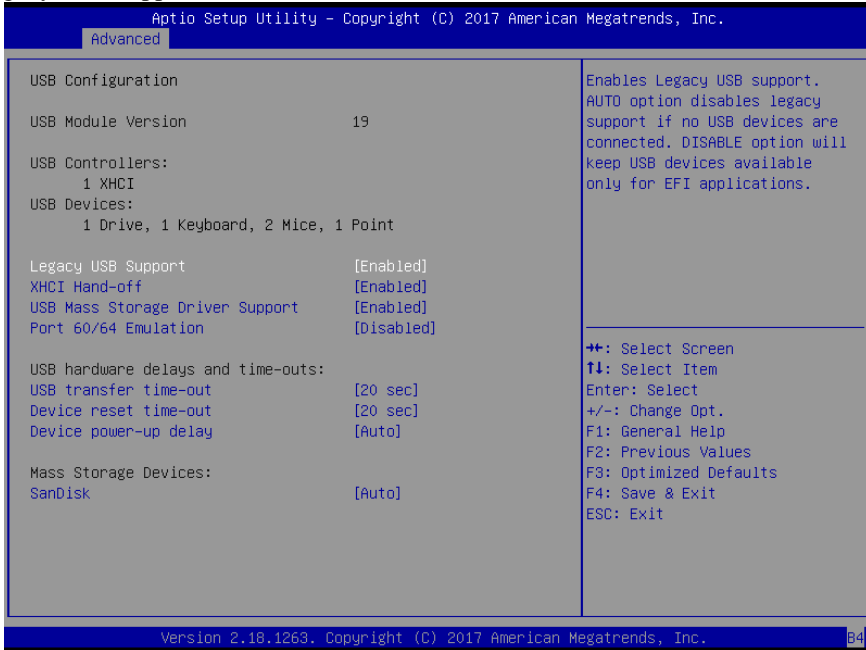 Aptio Setup Utility – Copyright (C) 2017 American Megatrends, Inc.
Advanced
USB Configuration
USB Module Version 19
USB Controllers:
1 XHCI
USB Devices:
1 Drive, 1 Keyboard, 2 Mice, 1 Point
Legacy USB Support [Enabled]
XHCI Hand-off [Enabled]
USB Mass Storage Driver Support [Enabled]
Port 60/64 Emulation [Disabled]
USB hardware delays and time-outs:
USB transfer time-out [20 sec]
Device reset time-out [20 sec]
Device power-up delay [Auto]
Mass Storage Devices:
SanDisk [Auto]
Enables Legacy USB support.
AUTO option disables legacy
support if no USB devices are
connected. DISABLE option will
keep USB devices available
only for EFI applications.
→←: Select Screen
↑↓: Select Item
Enter: Select
+/-: Change Opt.
F1: General Help
F2: Previous Values
F3: Optimized Defaults
F4: Save & Exit
ESC: Exit
Version 2.18.1263. Copyright (C) 2017 American Megatrends, Inc.
B4